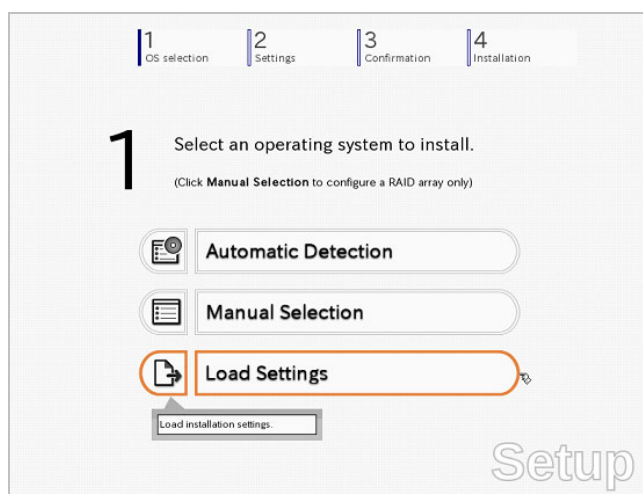 1 2 3 4
OS selection Settings Confirmation Installation
1 Select an operating system to install.
(Click Manual Selection to configure a RAID array only)
Automatic Detection
Manual Selection
Load Settings
Load installation settings.
Setup